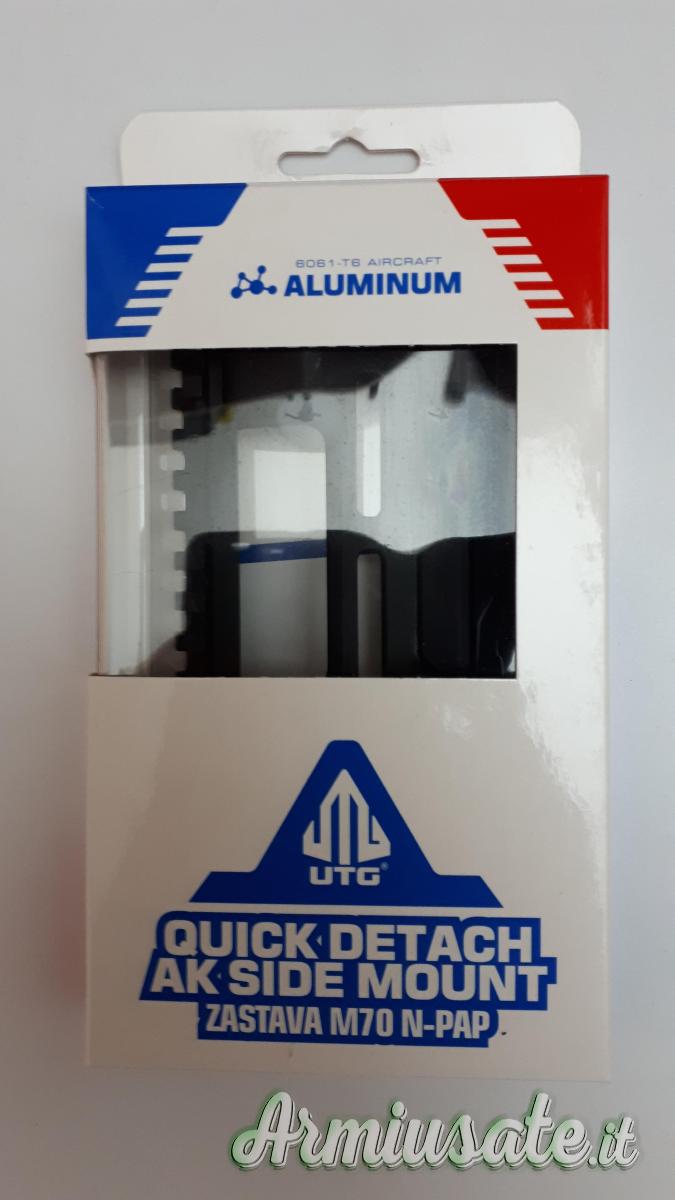 6061-T6 AIRCRAFT
ALUMINUM
UTG®
QUICK DETACH
AK SIDE MOUNT
ZASTAVA M70 N-PAP
Armiusate.it